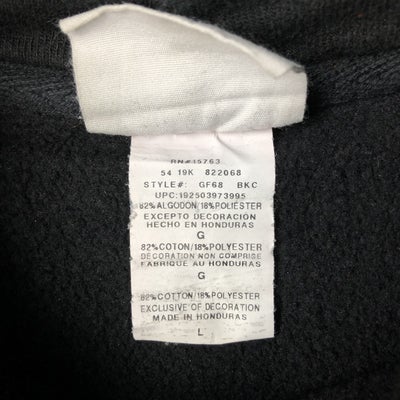 RN#15763
54 19K 822068
STYLE#: GF68 BKC
UPC:192503973995
82%ALGODON/18%POLIESTER
EXCEPTO DECORACIÓN
HECHO EN HONDURAS
G
82%COTON/18%POLYESTER
DECORATION NON COMPRISE
FABRIQUE AU HONDURAS
G
82%COTTON/18%POLYESTER
EXCLUSIVE OF DECORATION
MADE IN HONDURAS
L